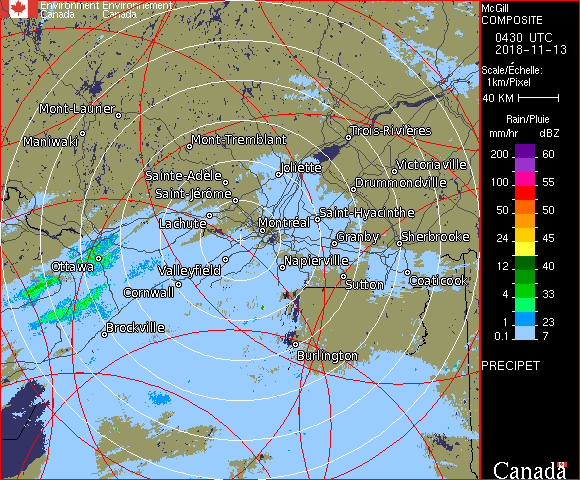 Environment Environnement
Canada Canada
McGill
COMPOSITE
0430 UTC
2018-11-13
Scale/Échelle:
1km/Pixel
40 KM
Rain/Pluie
mm/hr dBZ
200 60
100 55
50 50
24 45
12 40
4 33
1 23
0.1 7
PRECIPET
Canada
Mont-Laurier
Maniwaki
Mont-Tremblant
Trois-Rivières
Sainte-Adèle
Joliette
Victoriaville
Saint-Jérôme
Drummondville
Lachute
Montréal
Saint-Hyacinthe
Granby
Sherbrooke
Ottawa
Valleyfield
Napierville
Cornwall
Sutton
Coaticook
Brockville
Burlington